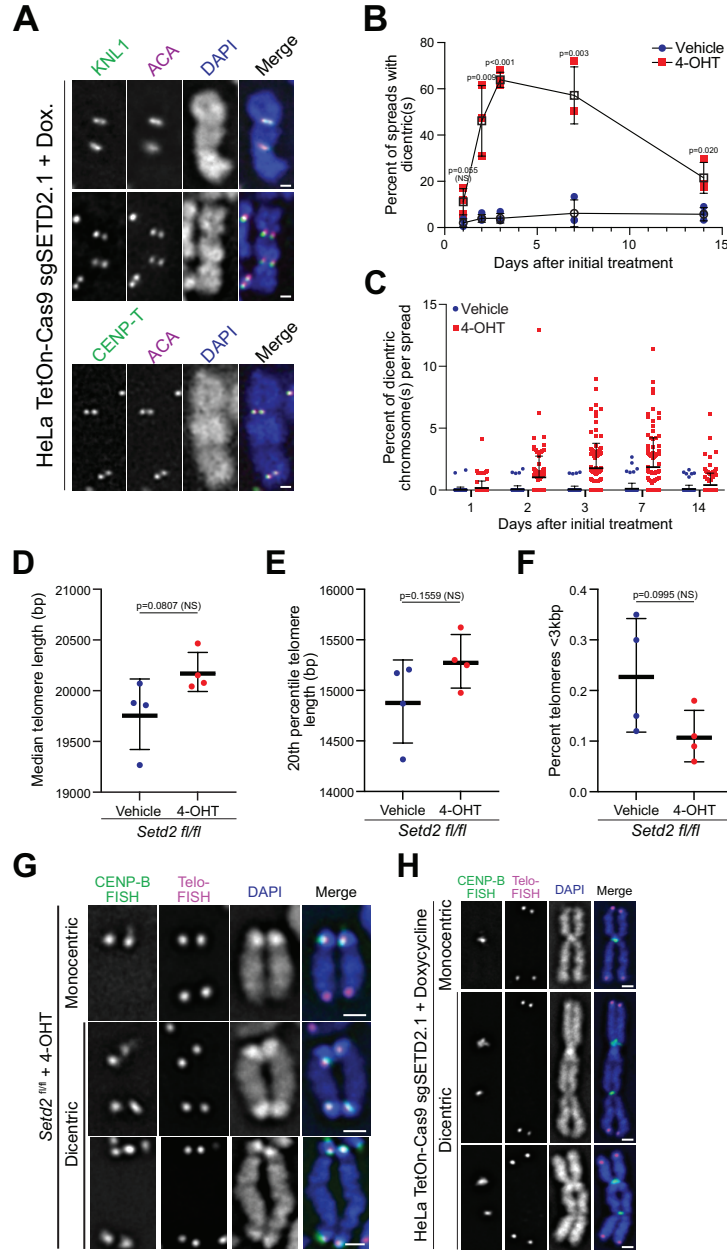 A
KNL1 ACA DAPI Merge
HeLa TetOn-Cas9 sgSETD2.1 + Dox.
CENP-T ACA DAPI Merge
B
Percent of spreads with
dicentric(s)
80
60
40
20
0
0 5 10 15
Days after initial treatment
Vehicle
4-OHT
p=0.055
(NS)
p=0.009
p<0.001
p=0.003
p=0.020
C
Percent of dicentric
chromosome(s) per spread
15
10
5
0
1 2 3 7 14
Days after initial treatment
Vehicle
4-OHT
D
Median telomere length (bp)
21000
20500
20000
19500
19000
p=0.0807 (NS)
Vehicle 4-OHT
Setd2 fl/fl
E
20th percentile telomere
length (bp)
16000
15500
15000
14500
14000
p=0.1559 (NS)
Vehicle 4-OHT
Setd2 fl/fl
F
Percent telomeres <3kbp
0.4
0.3
0.2
0.1
0.0
p=0.0995 (NS)
Vehicle 4-OHT
Setd2 fl/fl
G
CENP-B Telo-
FISH FISH DAPI Merge
Setd2 fl/fl + 4-OHT
Monocentric
Dicentric
H
CENP-B Telo-
FISH FISH DAPI Merge
HeLa TetOn-Cas9 sgSETD2.1 + Doxycycline
Monocentric
Dicentric